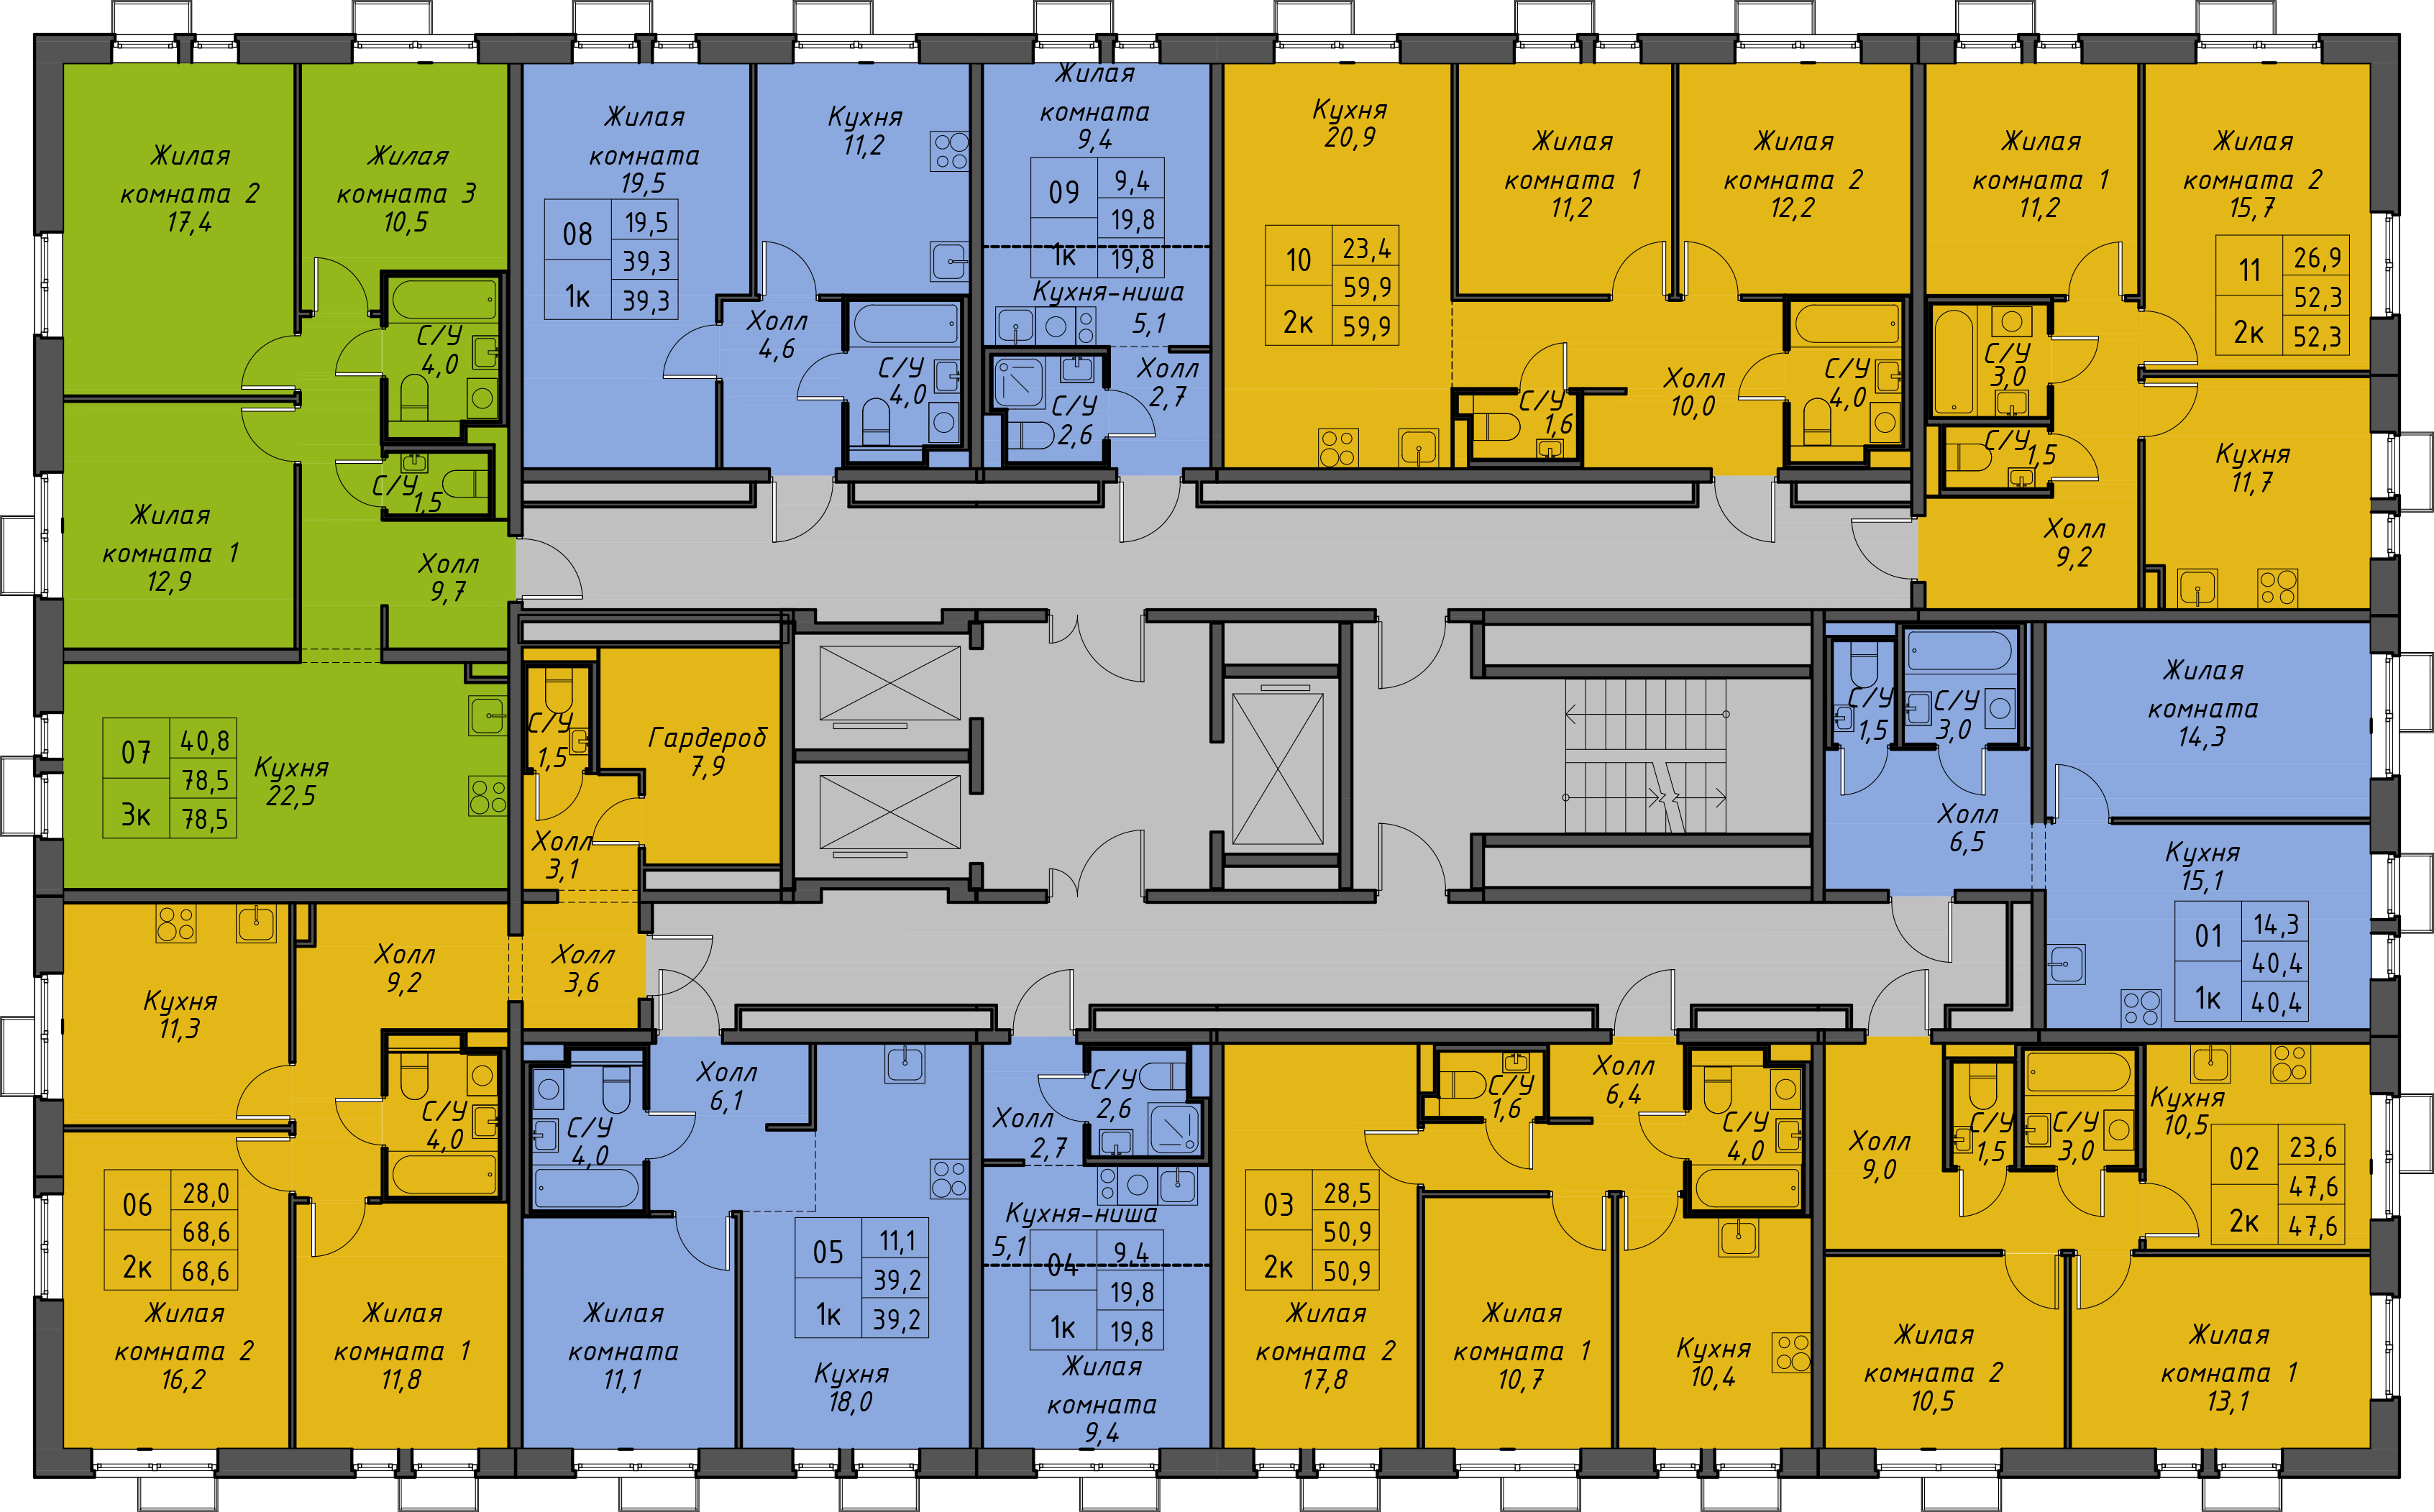 Жилая
комната 2
17,4
Жилая
комната 3
10,5
С/У
4,0
С/У
1,5
Жилая
комната 1
12,9
Холл
9,7
07
3к
40,8
78,5
78,5
Кухня
22,5
Жилая
комната
19,5
08
1к
19,5
39,3
39,3
Кухня
11,2
Холл
4,6
С/У
4,0
Жилая
комната
9,4
09
1к
9,4
19,8
19,8
Кухня-ниша
5,1
Холл
2,7
С/У
2,6
Кухня
20,9
10
2к
23,4
59,9
59,9
Жилая
комната 1
11,2
Жилая
комната 2
12,2
С/У
1,6
Холл
10,0
С/У
4,0
Жилая
комната 1
11,2
Жилая
комната 2
15,7
11
2к
26,9
52,3
52,3
С/У
3,0
С/У
1,5
Кухня
11,7
Холл
9,2
С/У
1,5
Гардероб
7,9
Холл
3,1
Холл
3,6
С/У
1,5
С/У
3,0
Жилая
комната
14,3
Холл
6,5
Кухня
15,1
01
1к
14,3
40,4
40,4
Кухня
11,3
Холл
9,2
С/У
4,0
06
2к
28,0
68,6
68,6
Жилая
комната 2
16,2
Жилая
комната 1
11,8
Холл
6,1
С/У
4,0
05
1к
11,1
39,2
39,2
Жилая
комната
11,1
Кухня
18,0
С/У
2,6
Холл
2,7
Кухня-ниша
5,1
04
1к
9,4
19,8
19,8
Жилая
комната
9,4
С/У
1,6
Холл
6,4
С/У
4,0
03
2к
28,5
50,9
50,9
Жилая
комната 2
17,8
Жилая
комната 1
10,7
Кухня
10,4
Холл
9,0
С/У
1,5
С/У
3,0
Кухня
10,5
02
2к
23,6
47,6
47,6
Жилая
комната 2
10,5
Жилая
комната 1
13,1